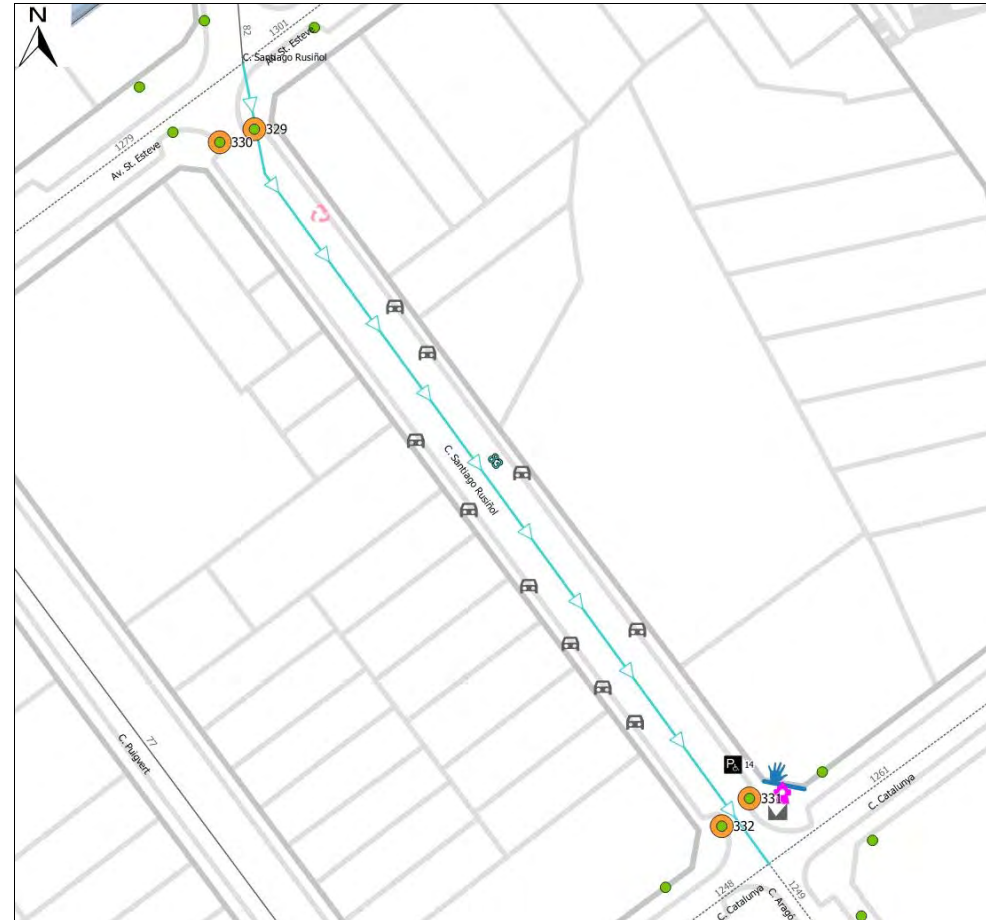 N
82
1301
Av. St. Esteve
C. Santiago Rusiñol
329
330
1279
Av. St. Esteve
83
C. Santiago Rusiñol
77
C. Puigvert
P 14
331
332
1261
C. Catalunya
1248
C. Catalunya
1249
C. Aragó